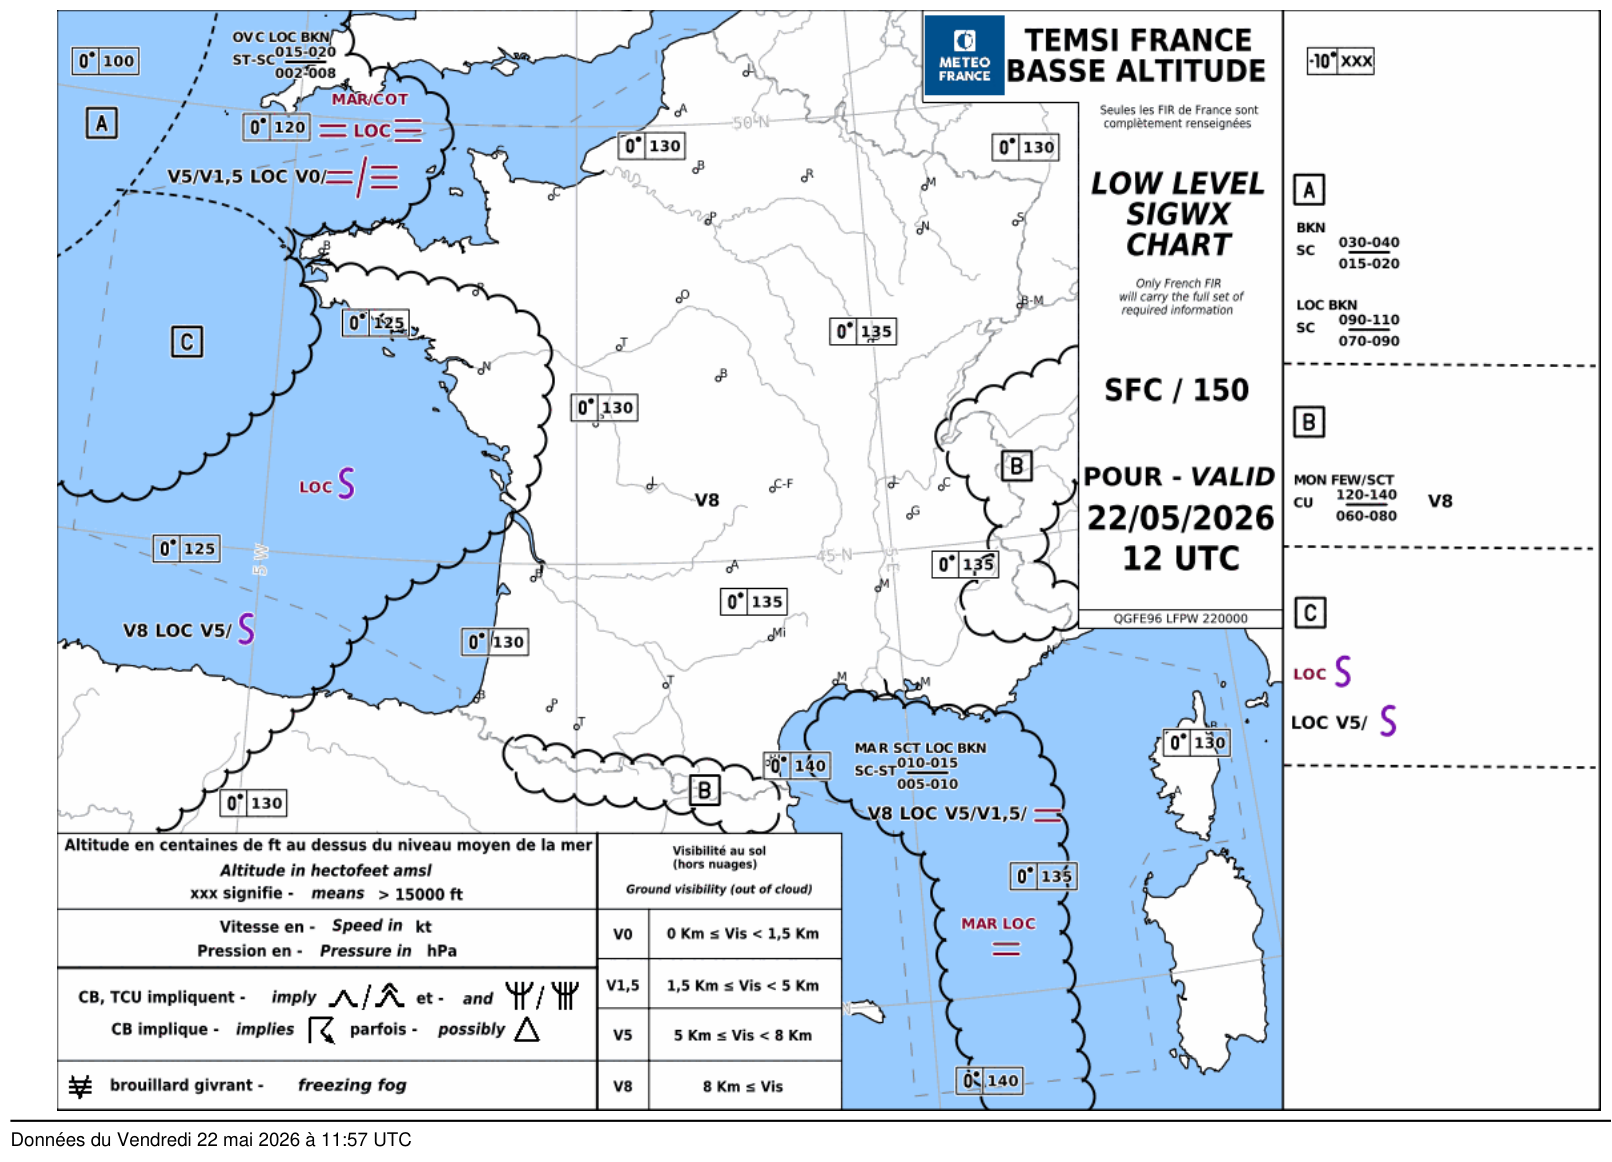 0° 100
A
OVC LOC BKN
ST-SC 015-020
002-008
MAR/COT
0° 120
LOC
V5/V1,5 LOC V0/
C
0° 125
LOC
0° 125
5°W
V8 LOC V5/
0° 130
0° 130
0° 130
50°N
0° 130
0° 135
0° 130
V8
45°N
5°E
0° 135
0° 135
B
B
0° 140
MAR SCT LOC BKN
SC-ST 010-015
005-010
V8 LOC V5/V1,5/
0° 135
MAR LOC
0° 140
0° 130
L
A
B
R
M
N
S
P
C
C
B
R
O
B-M
T
N
B
L
C-F
L
C
G
B
A
M
Mi
T
B
P
T
M
M
N
B
A
METEO
FRANCE
TEMSI FRANCE
BASSE ALTITUDE
Seules les FIR de France sont
complètement renseignées
LOW LEVEL
SIGWX
CHART
Only French FIR
will carry the full set of
required information
SFC / 150
POUR - VALID
22/05/2026
12 UTC
QGFE96 LFPW 220000
-10° xxx
A
BKN
SC 030-040
015-020
LOC BKN
SC 090-110
070-090
B
MON FEW/SCT
CU 120-140 V8
060-080
C
LOC
LOC V5/
Altitude en centaines de ft au dessus du niveau moyen de la mer
Altitude in hectofeet amsl
xxx signifie - means > 15000 ft
Vitesse en - Speed in kt
Pression en - Pressure in hPa
CB, TCU impliquent - imply / et - and /
CB implique - implies parfois - possibly
brouillard givrant - freezing fog
Visibilité au sol
(hors nuages)
Ground visibility (out of cloud)
V0 0 Km ≤ Vis < 1,5 Km
V1,5 1,5 Km ≤ Vis < 5 Km
V5 5 Km ≤ Vis < 8 Km
V8 8 Km ≤ Vis
Données du Vendredi 22 mai 2026 à 11:57 UTC